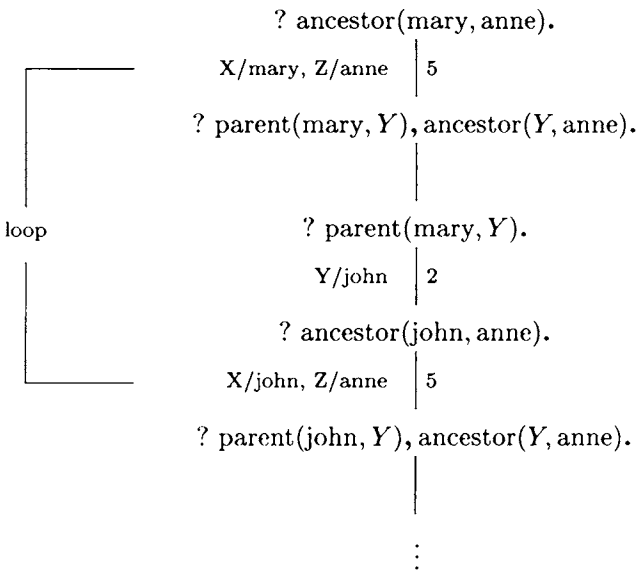 ? ancestor(mary, anne).
X/mary, Z/anne 5
? parent(mary, Y), ancestor(Y, anne).
loop
? parent(mary, Y).
Y/john 2
? ancestor(john, anne).
X/john, Z/anne 5
? parent(john, Y), ancestor(Y, anne).
⋮